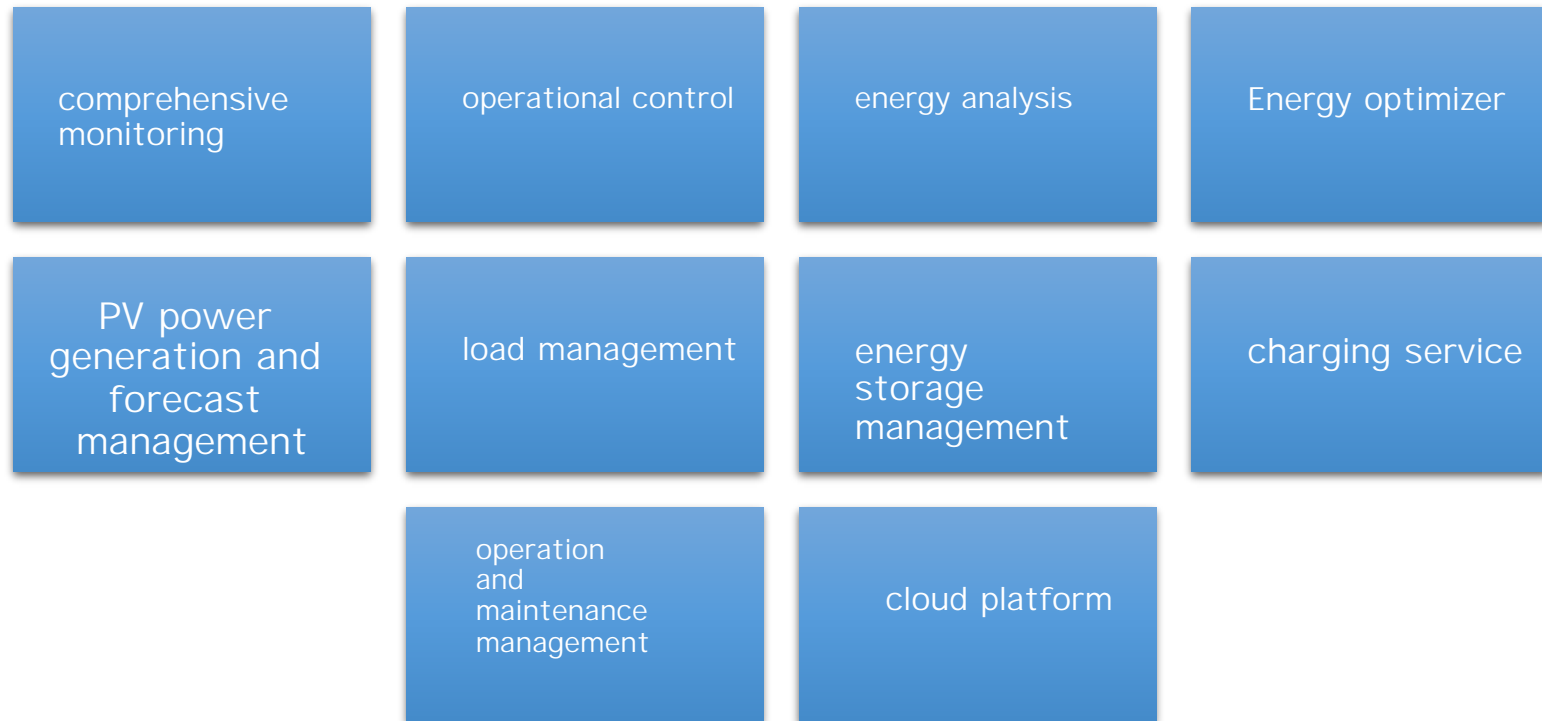 comprehensive
monitoring
operational control
energy analysis
Energy optimizer
PV power
generation and
forecast
management
load management
energy
storage
management
charging service
operation
and
maintenance
management
cloud platform